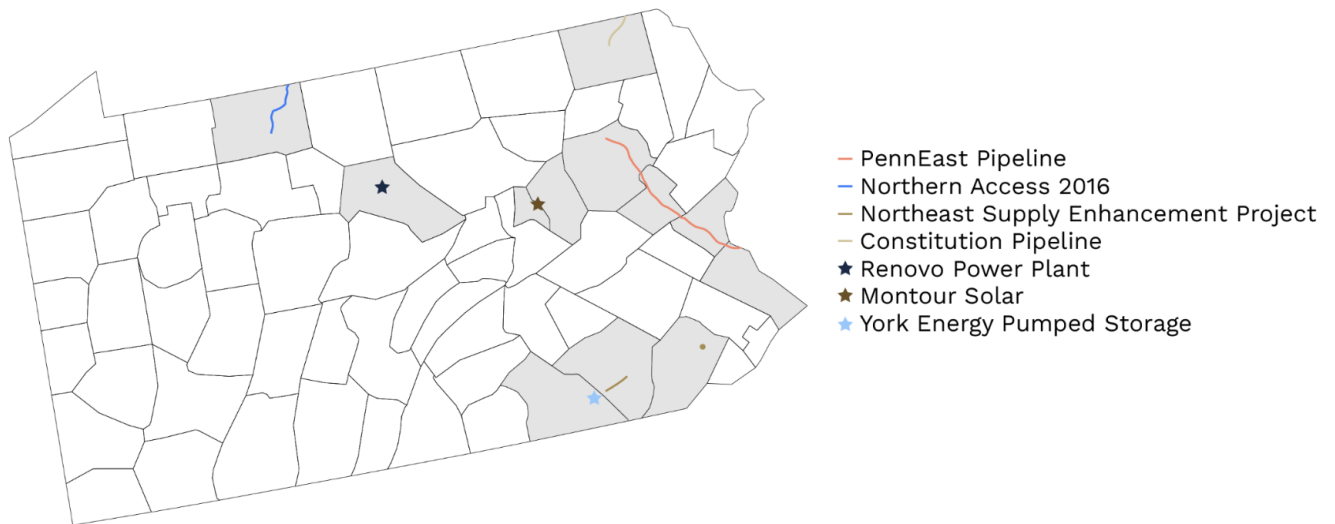 PennEast Pipeline
Northern Access 2016
Northeast Supply Enhancement Project
Constitution Pipeline
Renovo Power Plant
Montour Solar
York Energy Pumped Storage